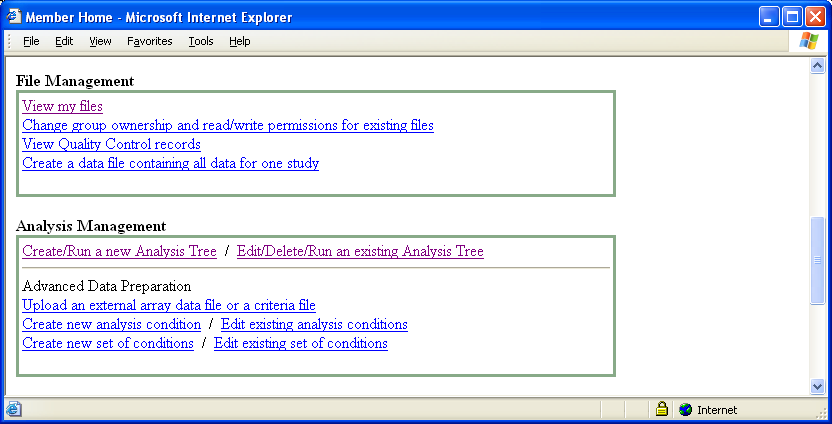 Member Home - Microsoft Internet Explorer
File Edit View Favorites Tools Help
File Management
View my files
Change group ownership and read/write permissions for existing files
View Quality Control records
Create a data file containing all data for one study
Analysis Management
Create/Run a new Analysis Tree / Edit/Delete/Run an existing Analysis Tree
Advanced Data Preparation
Upload an external array data file or a criteria file
Create new analysis condition / Edit existing analysis conditions
Create new set of conditions / Edit existing set of conditions
Internet